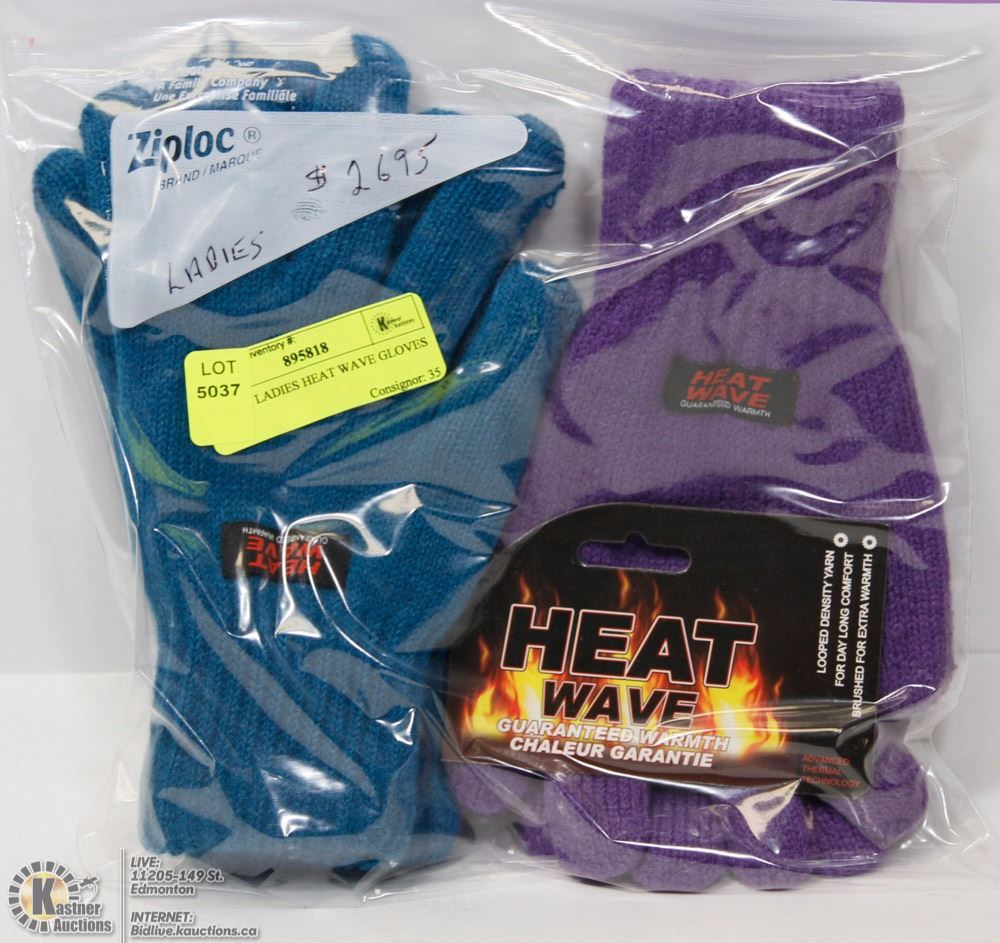 A Family Company
Une Entreprise Familiale
Ziploc ®
BRAND / MARQUE
$ 2695
LADIES
LOT
5037
Inventory #:
895818
Kastner
Auctions
LADIES HEAT WAVE GLOVES
Consignor: 35
HEAT
WAVE
GUARANTEED WARMTH
HEAT
WAVE
GUARANTEED WARMTH
HEAT
WAVE
GUARANTEED WARMTH
CHALEUR GARANTIE
LOOPED DENSITY YARN
FOR DAY LONG COMFORT
BRUSHED FOR EXTRA WARMTH
ADVANCED
THERMAL
TECHNOLOGY
Kastner
Auctions
LIVE:
11205-149 St.
Edmonton
INTERNET:
Bidlive.kauctions.ca